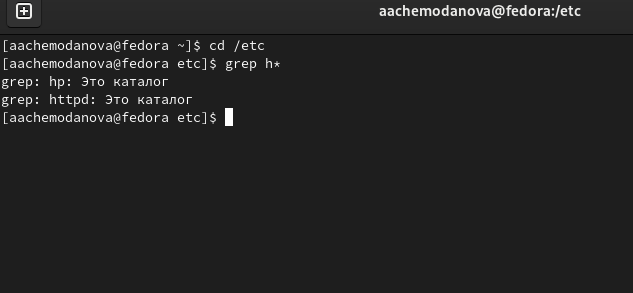 aachemodanova@fedora:/etc
[aachemodanova@fedora ~]$ cd /etc
[aachemodanova@fedora etc]$ grep h*
grep: hp: Это каталог
grep: httpd: Это каталог
[aachemodanova@fedora etc]$